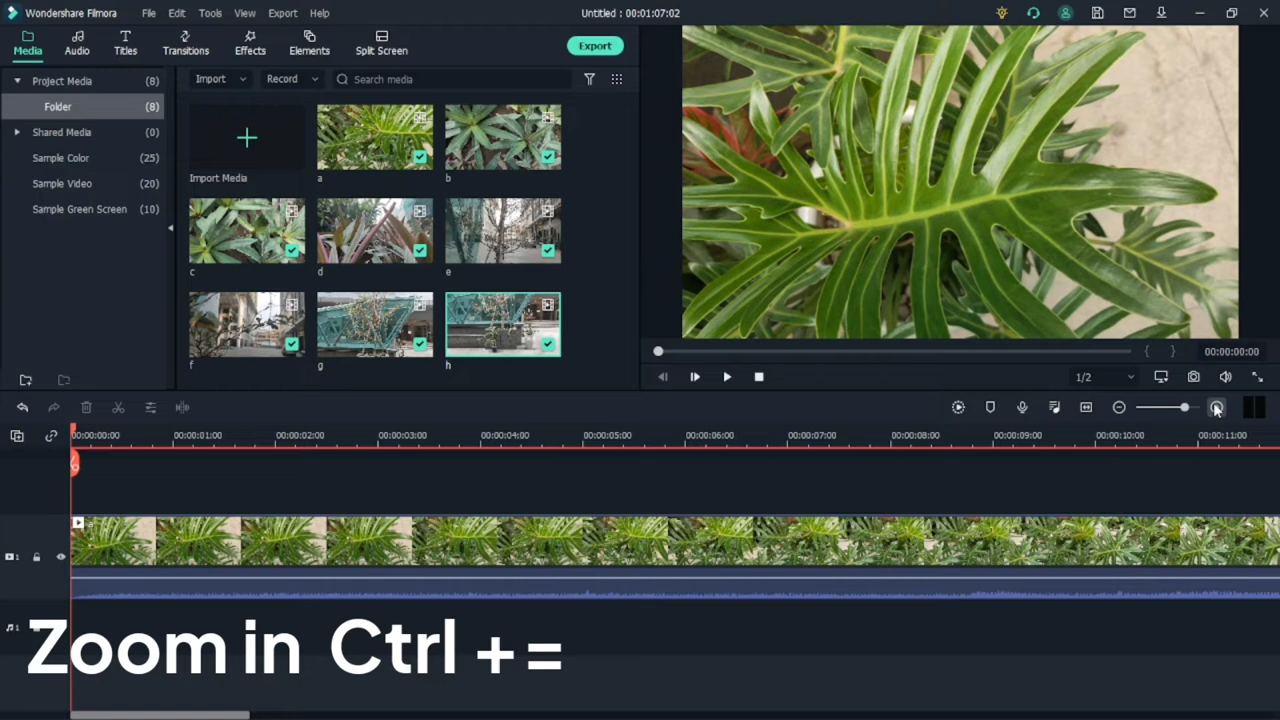 Wondershare Filmora File Edit Tools View Export Help Untitled : 00:01:07:02
Media Audio Titles Transitions Effects Elements Split Screen Export
Project Media (8)
Folder (8)
Shared Media (0)
Sample Color (25)
Sample Video (20)
Sample Green Screen (10)
Import Record Search media
Import Media a b
c d e
f g h
00:00:00:00
1/2
00:00:00:00 00:00:01:00 00:00:02:00 00:00:03:00 00:00:04:00 00:00:05:00 00:00:06:00 00:00:07:00 00:00:08:00 00:00:09:00 00:00:10:00 00:00:11:00
a
1
1
Zoom in Ctrl + =